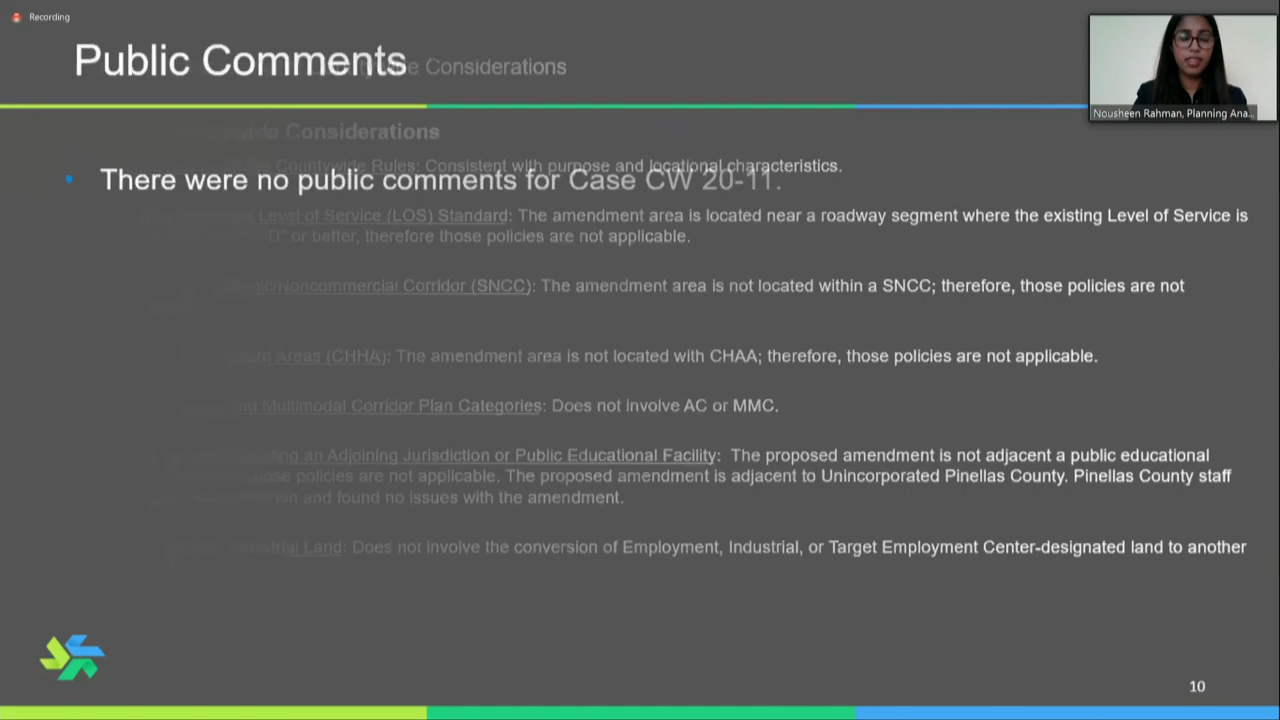 Recording
Public Comments
Considerations
Considerations
Countywide Rules: Consistent with purpose and locational characteristics.
There were no public comments for Case CW 20-11.
Level of Service (LOS) Standard: The amendment area is located near a roadway segment where the existing Level of Service is
"D" or better, therefore those policies are not applicable.
Noncommercial Corridor (SNCC): The amendment area is not located within a SNCC; therefore, those policies are not
Areas (CHHA): The amendment area is not located with CHAA; therefore, those policies are not applicable.
Multimodal Corridor Plan Categories: Does not involve AC or MMC.
an Adjoining Jurisdiction or Public Educational Facility: The proposed amendment is not adjacent a public educational
policies are not applicable. The proposed amendment is adjacent to Unincorporated Pinellas County. Pinellas County staff
and found no issues with the amendment.
Land: Does not involve the conversion of Employment, Industrial, or Target Employment Center-designated land to another
Nousheen Rahman, Planning Ana...
10